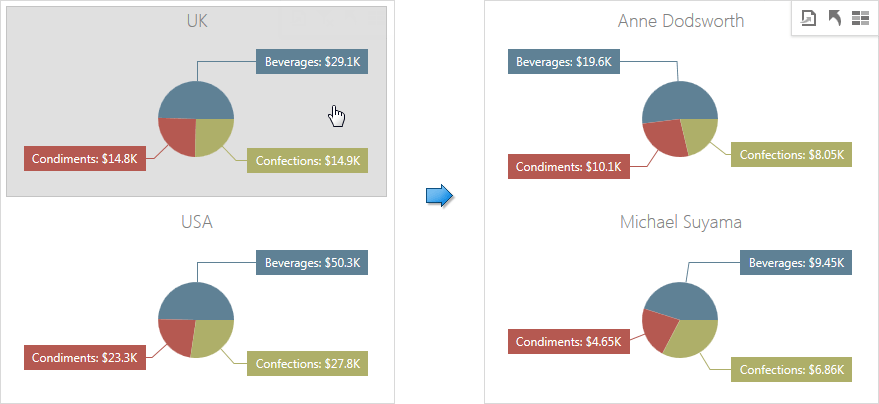 UK
Beverages: $29.1K
Condiments: $14.8K
Confections: $14.9K
USA
Beverages: $50.3K
Condiments: $23.3K
Confections: $27.8K
Anne Dodsworth
Beverages: $19.6K
Confections: $8.05K
Condiments: $10.1K
Michael Suyama
Beverages: $9.45K
Condiments: $4.65K
Confections: $6.86K